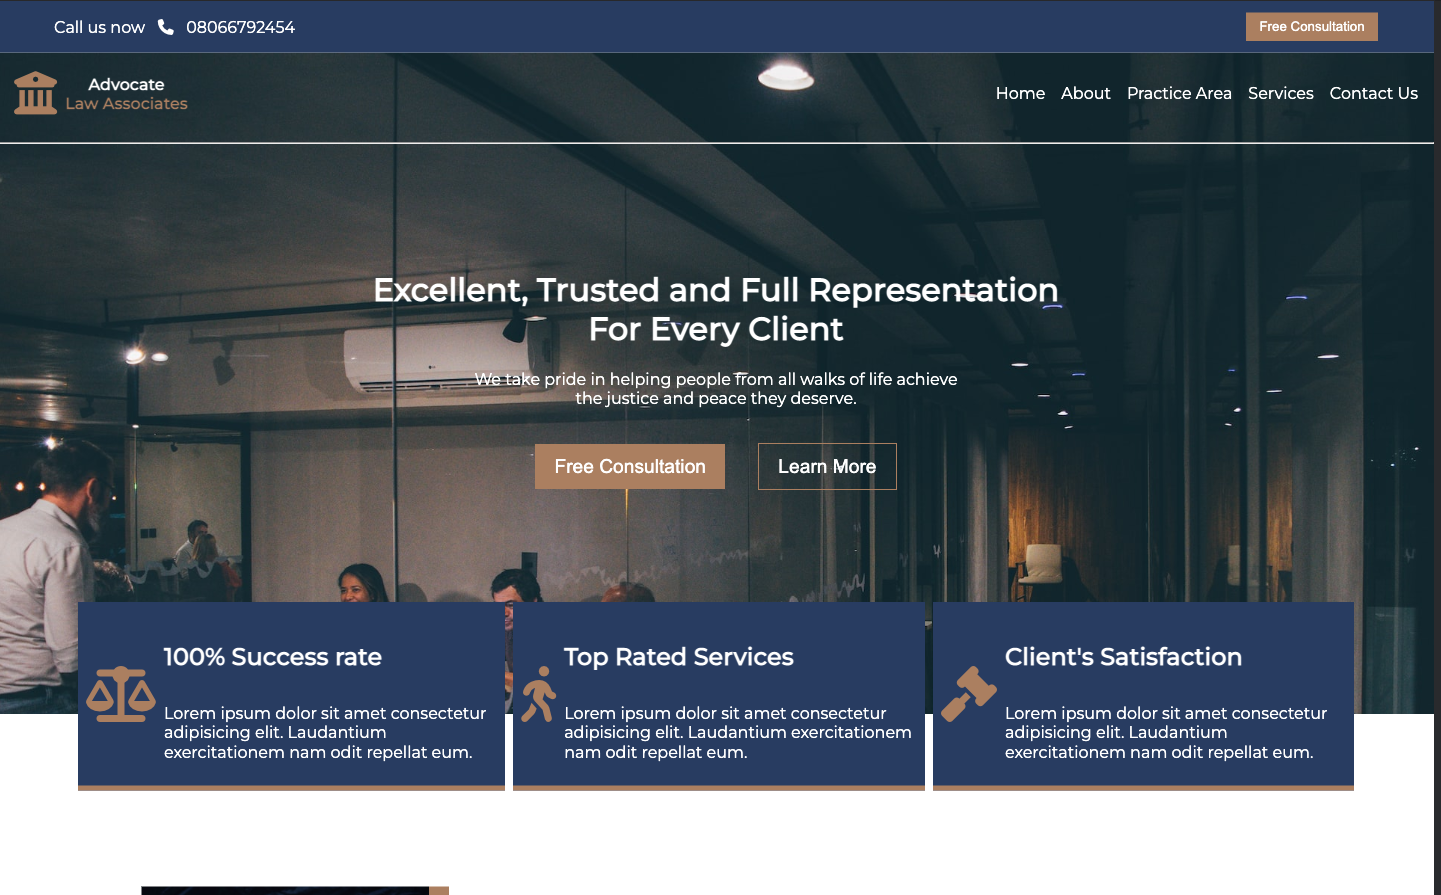 Call us now 08066792454
Free Consultation
Advocate
Law Associates
Home About Practice Area Services Contact Us
Excellent, Trusted and Full Representation
For Every Client
We take pride in helping people from all walks of life achieve
the justice and peace they deserve.
Free Consultation
Learn More
100% Success rate
Lorem ipsum dolor sit amet consectetur
adipisicing elit. Laudantium
exercitationem nam odit repellat eum.
Top Rated Services
Lorem ipsum dolor sit amet consectetur
adipisicing elit. Laudantium exercitationem
nam odit repellat eum.
Client's Satisfaction
Lorem ipsum dolor sit amet consectetur
adipisicing elit. Laudantium
exercitationem nam odit repellat eum.